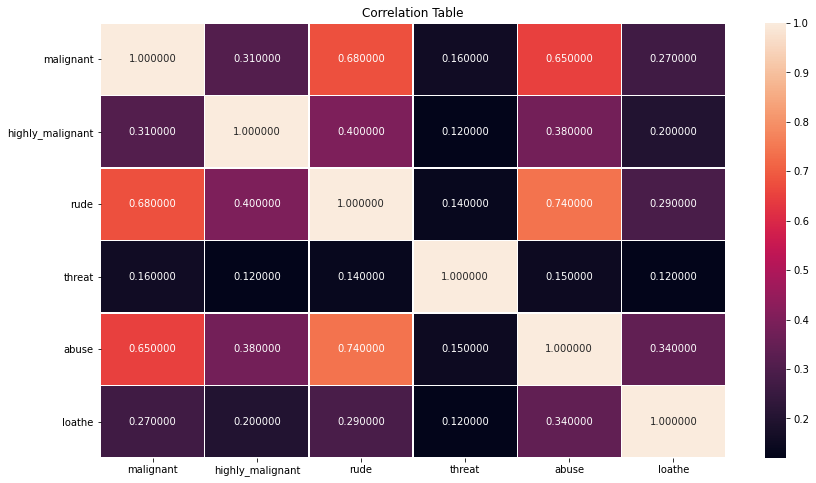 Correlation Table
malignant 1.000000 0.310000 0.680000 0.160000 0.650000 0.270000
highly_malignant 0.310000 1.000000 0.400000 0.120000 0.380000 0.200000
rude 0.680000 0.400000 1.000000 0.140000 0.740000 0.290000
threat 0.160000 0.120000 0.140000 1.000000 0.150000 0.120000
abuse 0.650000 0.380000 0.740000 0.150000 1.000000 0.340000
loathe 0.270000 0.200000 0.290000 0.120000 0.340000 1.000000
malignant highly_malignant rude threat abuse loathe
1.0
0.9
0.8
0.7
0.6
0.5
0.4
0.3
0.2